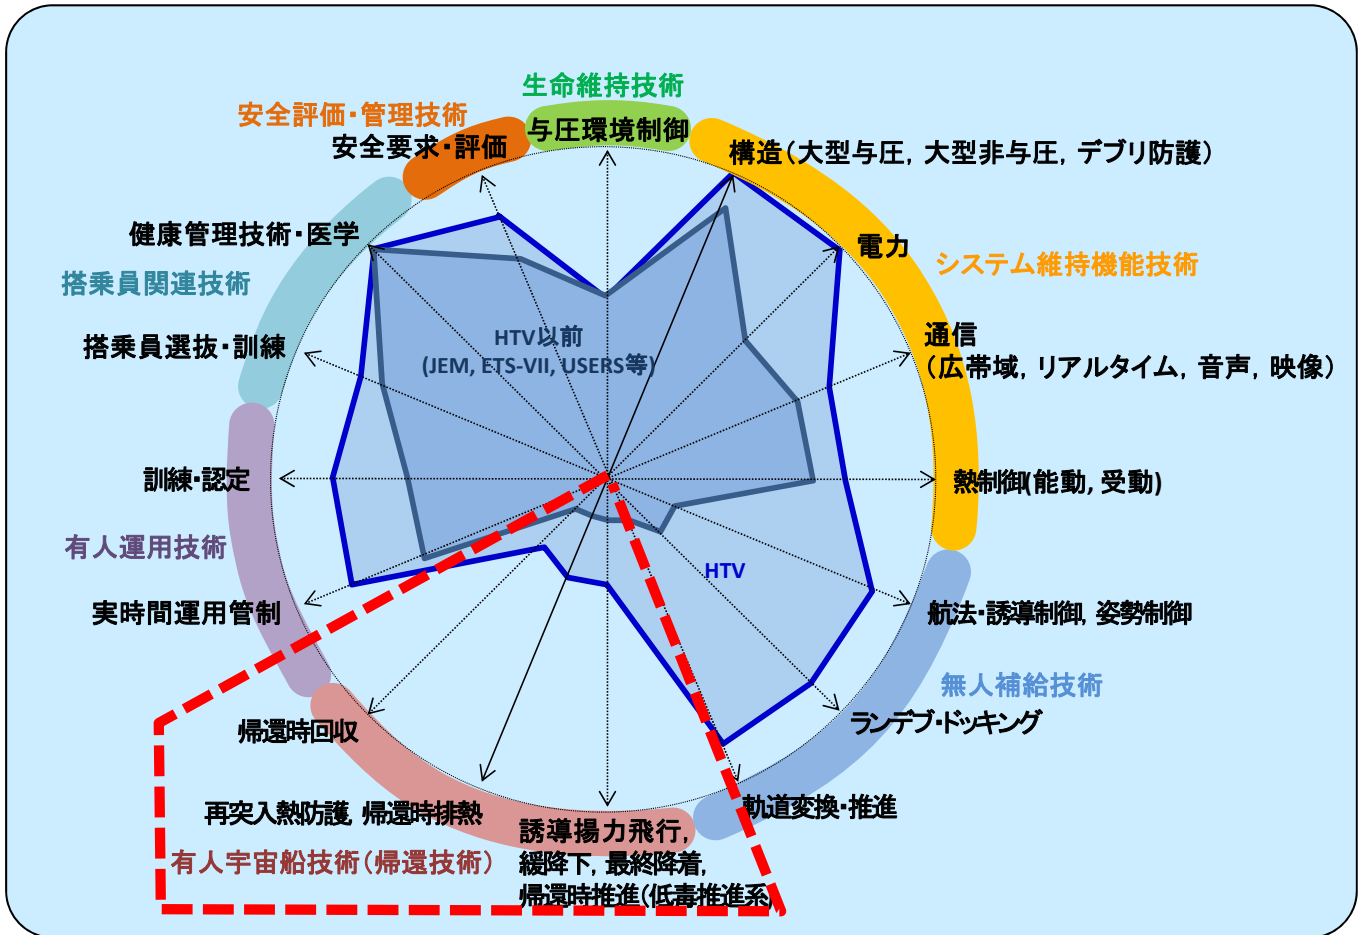 生命維持技術
与圧環境制御
安全評価・管理技術
安全要求・評価
構造(大型与圧, 大型非与圧, デブリ防護)
健康管理技術・医学
電力
搭乗員関連技術
システム維持機能技術
搭乗員選抜・訓練
通信
(広帯域, リアルタイム, 音声, 映像)
HTV以前
(JEM, ETS-VII, USERS等)
訓練・認定
熱制御(能動, 受動)
有人運用技術
HTV
実時間運用管制
航法・誘導制御, 姿勢制御
無人補給技術
ランデブ・ドッキング
帰還時回収
再突入熱防護, 帰還時排熱
軌道変換・推進
有人宇宙船技術(帰還技術)
誘導揚力飛行,
緩降下, 最終降着,
帰還時推進(低毒推進系)